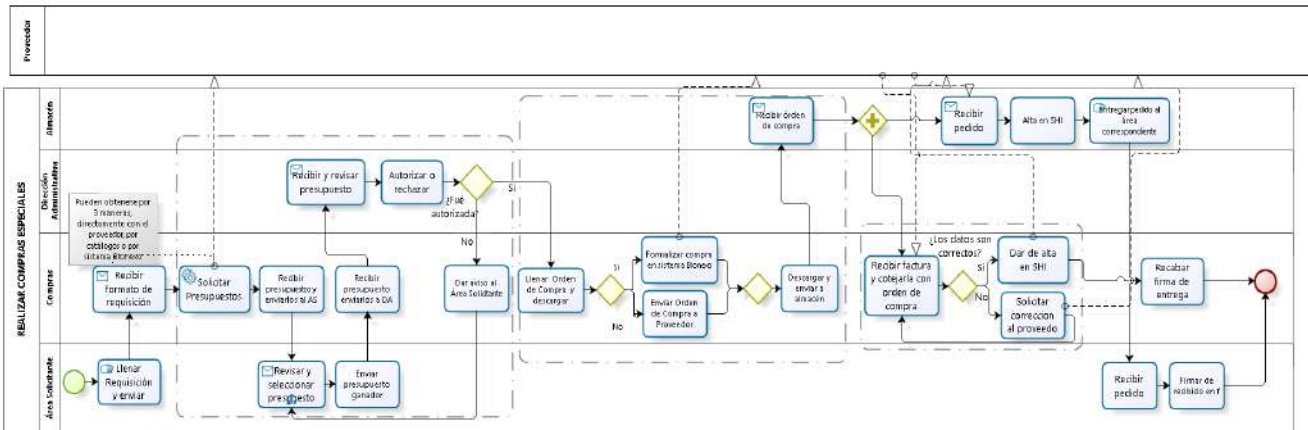 Proveedor
REALIZAR COMPRAS ESPECIALES
Almacén
Dirección
Administrativa
Compras
Área Solicitante
Pueden obtenerse por
3 maneras,
directamente con el
proveedor, por
catálogos o por
sistema Bionexo
Llenar
Requisición
y enviar
Recibir
formato de
requisición
Solicitar
Presupuestos
Recibir
presupuestos y
enviarlos al AS
Revisar y
seleccionar
presupuesto
Enviar
presupuesto
ganador
Recibir
presupuesto
enviarlos a DA
Recibir y revisar
presupuesto
Autorizar o
rechazar
¿Fué
autorizada?
Si
No
Dar aviso al
Área Solicitante
Llenar Orden
de Compra y
descargar
Si
No
Formalizar compra
en sistema Bionexo
Enviar Orden
de Compra a
Proveedor
Descargar y
enviar a
almacén
Recibir órden
de compra
Recibir
pedido
Alta en SHI
Entregar pedido al
área
correspondiente
Recibir factura
y cotejarla con
orden de
compra
¿Los datos son
correctos?
Si
No
Dar de alta
en SHI
Solicitar
correccion
al proveedo
Recabar
firma de
entrega
Recibir
pedido
Firmar de
recibido en f